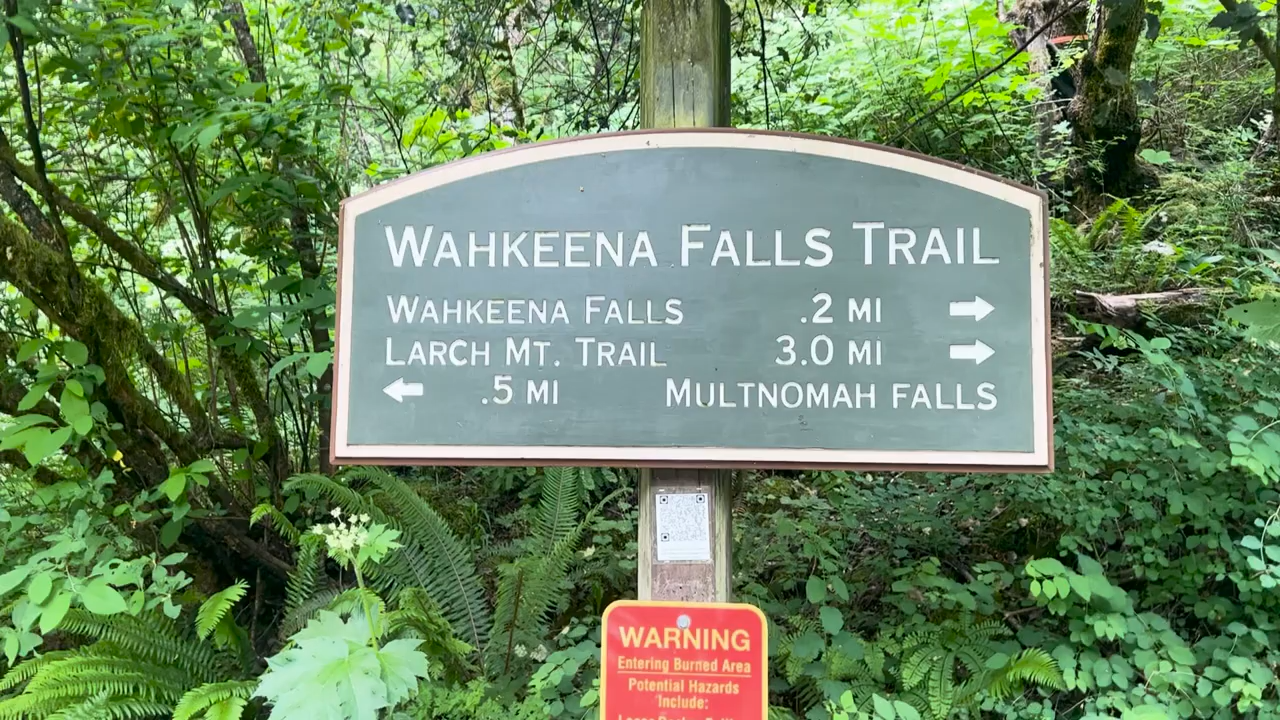 WAHKEENA FALLS TRAIL
WAHKEENA FALLS .2 MI →
LARCH MT. TRAIL 3.0 MI →
← .5 MI MULTNOMAH FALLS
WARNING
Entering Burned Area
Potential Hazards
Include: